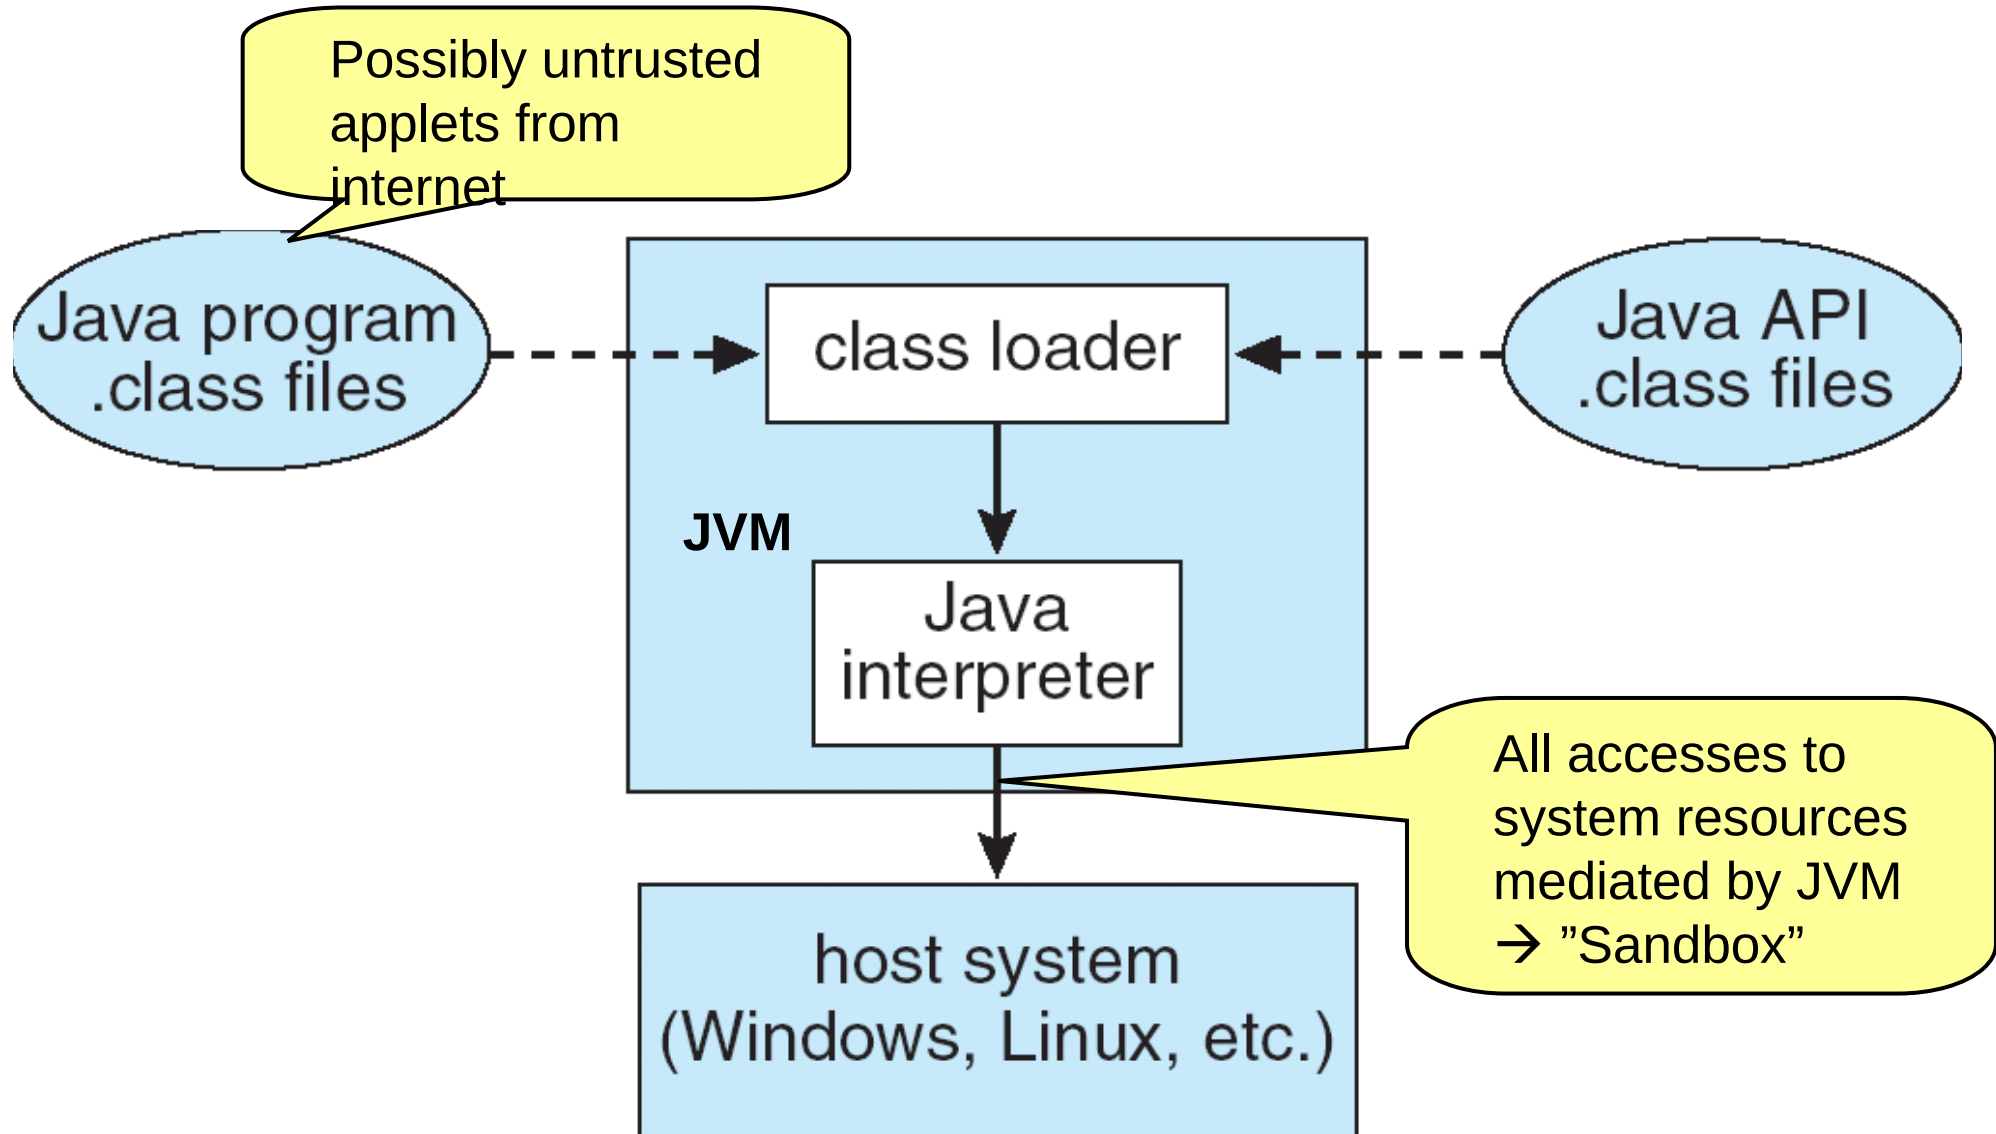 Possibly untrusted
applets from
internet
Java program
.class files
class loader
Java API
.class files
JVM
Java
interpreter
All accesses to
system resources
mediated by JVM
→ ”Sandbox”
host system
(Windows, Linux, etc.)